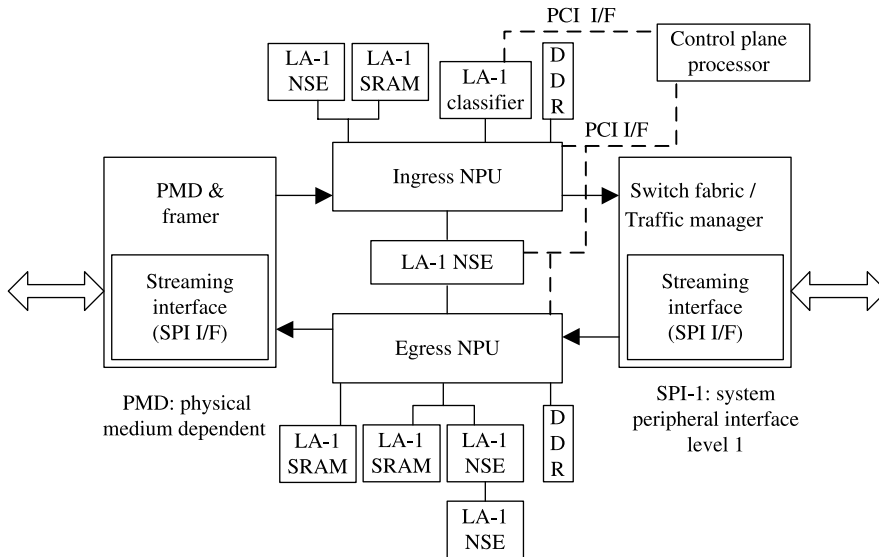 PCI I/F
LA-1
NSE
LA-1
SRAM
LA-1
classifier
D
D
R
Control plane
processor
PCI I/F
PMD &
framer
Ingress NPU
Switch fabric /
Traffic manager
LA-1 NSE
Streaming
interface
(SPI I/F)
Streaming
interface
(SPI I/F)
Egress NPU
PMD: physical
medium dependent
SPI-1: system
peripheral interface
level 1
LA-1
SRAM
LA-1
SRAM
LA-1
NSE
D
D
R
LA-1
NSE